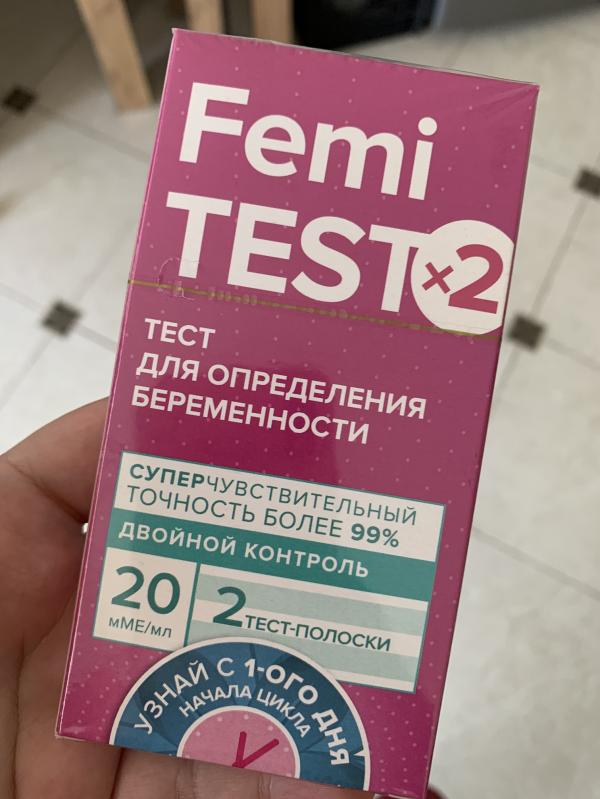 Femi
TEST
×2
ТЕСТ
ДЛЯ ОПРЕДЕЛЕНИЯ
БЕРЕМЕННОСТИ
СУПЕРЧУВСТВИТЕЛЬНЫЙ
ТОЧНОСТЬ БОЛЕЕ 99%
ДВОЙНОЙ КОНТРОЛЬ
20
мМЕ/мл
2 ТЕСТ-ПОЛОСКИ
УЗНАЙ С 1-ОГО ДНЯ
НАЧАЛА ЦИКЛА